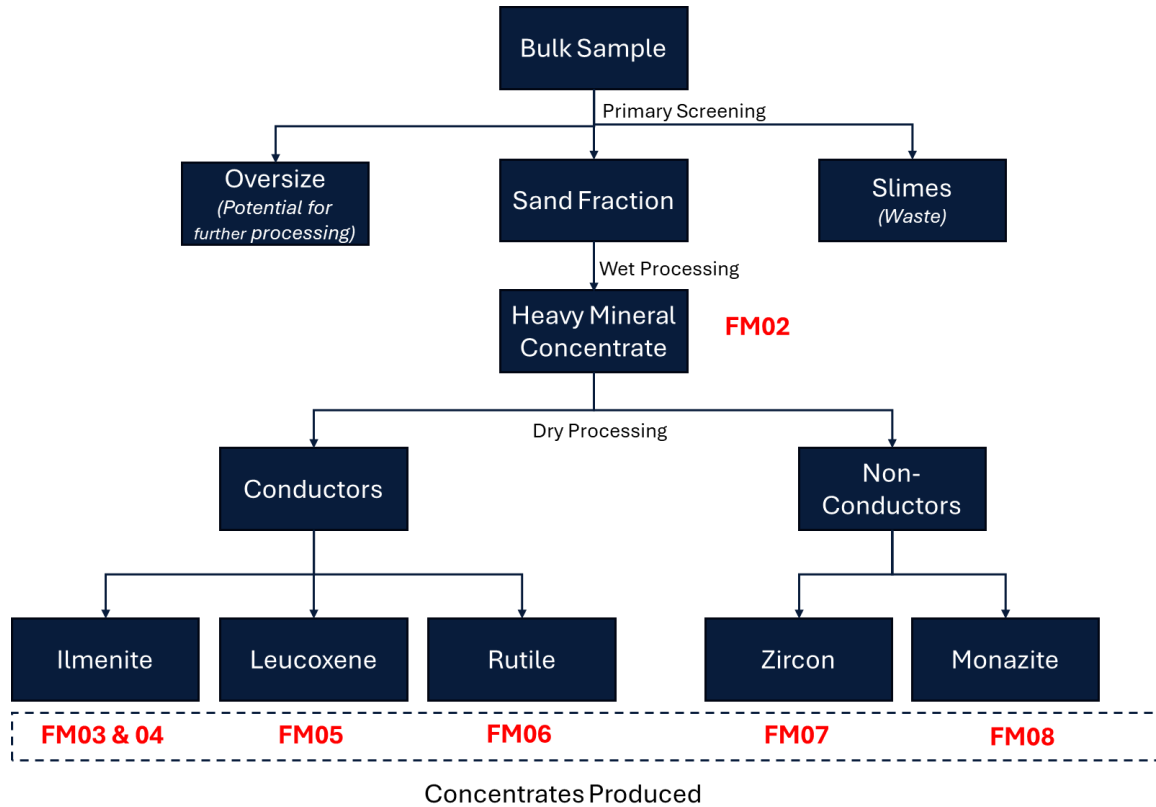 Bulk Sample
Primary Screening
Oversize
(Potential for
further processing)
Sand Fraction
Slimes
(Waste)
Wet Processing
Heavy Mineral
Concentrate
FM02
Dry Processing
Conductors
Non-
Conductors
Ilmenite
Leucoxene
Rutile
Zircon
Monazite
FM03 & 04
FM05
FM06
FM07
FM08
Concentrates Produced